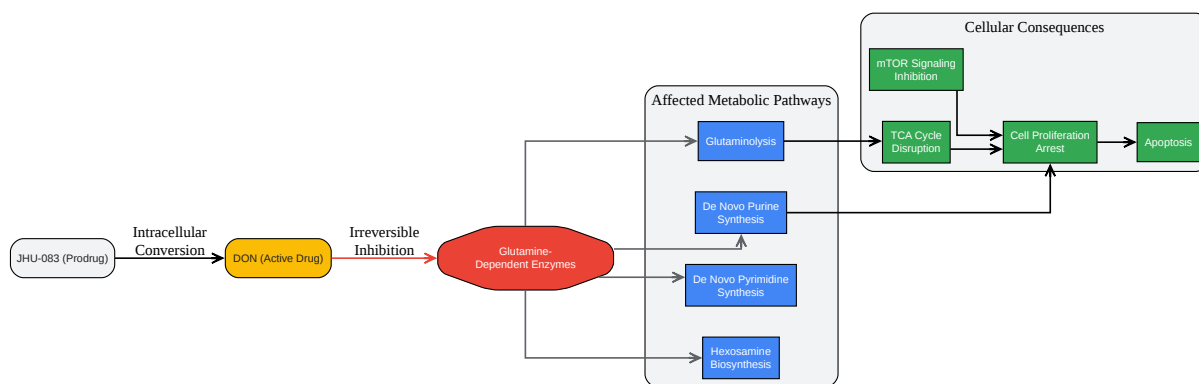 Cellular Consequences
mTOR Signaling
Inhibition
Affected Metabolic Pathways
Glutaminolysis
TCA Cycle
Disruption
Cell Proliferation
Arrest
Apoptosis
De Novo Purine
Synthesis
Intracellular
Conversion
Irreversible
Inhibition
JHU-083 (Prodrug)
DON (Active Drug)
Glutamine-
Dependent Enzymes
De Novo Pyrimidine
Synthesis
Hexosamine
Biosynthesis